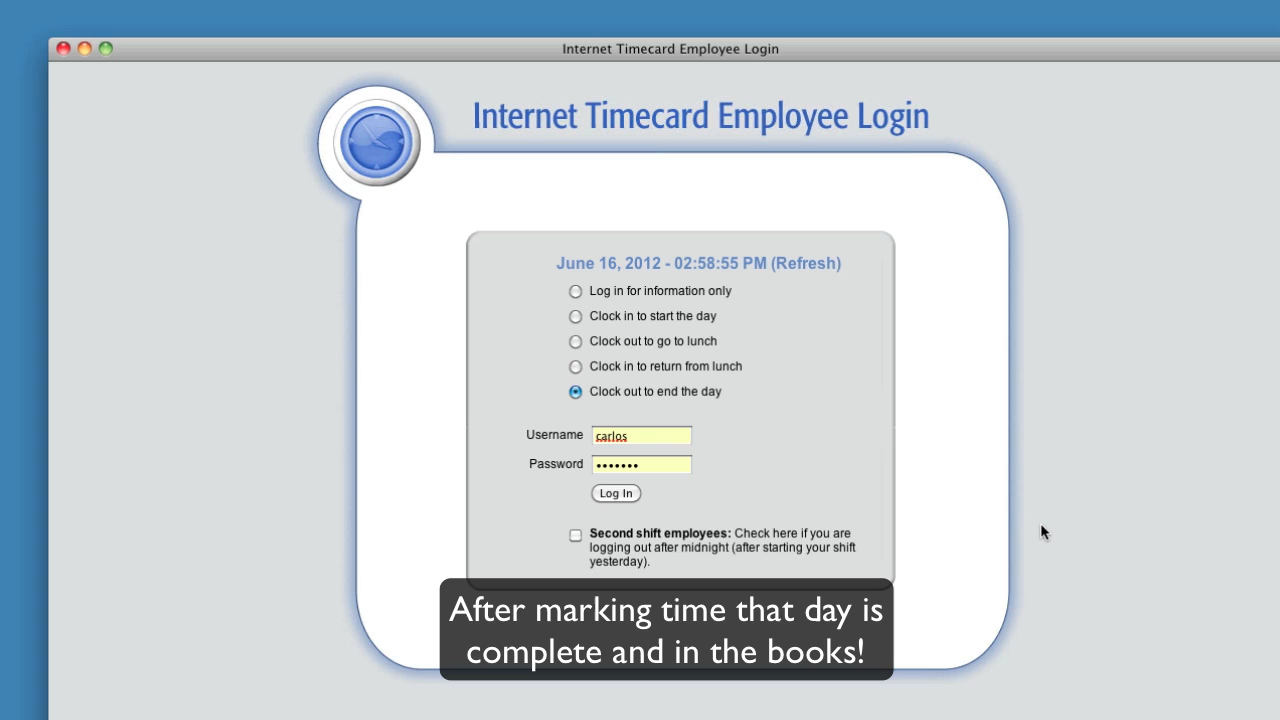 Internet Timecard Employee Login
Internet Timecard Employee Login
June 16, 2012 - 02:58:55 PM (Refresh)
Log in for information only
Clock in to start the day
Clock out to go to lunch
Clock in to return from lunch
Clock out to end the day
Username carlos
Password •••••••
Log In
Second shift employees: Check here if you are
logging out after midnight (after starting your shift
yesterday).
After marking time that day is
complete and in the books!